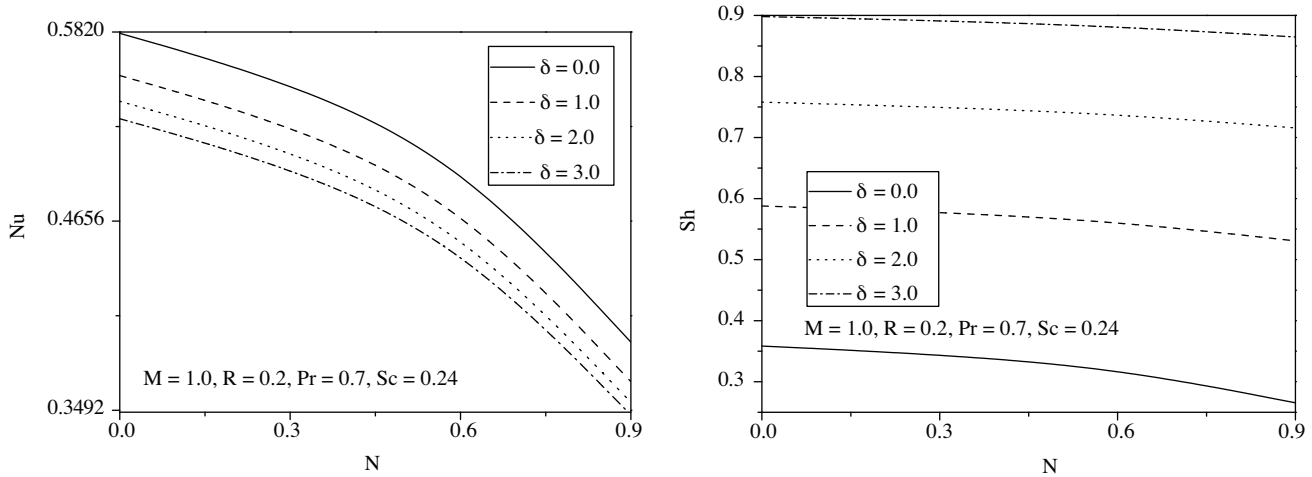 0.5820
0.4656
0.3492
Nu
δ = 0.0
δ = 1.0
δ = 2.0
δ = 3.0
M = 1.0, R = 0.2, Pr = 0.7, Sc = 0.24
0.0 0.3 0.6 0.9
N
0.9
0.8
0.7
0.6
0.5
0.4
0.3
Sh
δ = 0.0
δ = 1.0
δ = 2.0
δ = 3.0
M = 1.0, R = 0.2, Pr = 0.7, Sc = 0.24
0.0 0.3 0.6 0.9
N